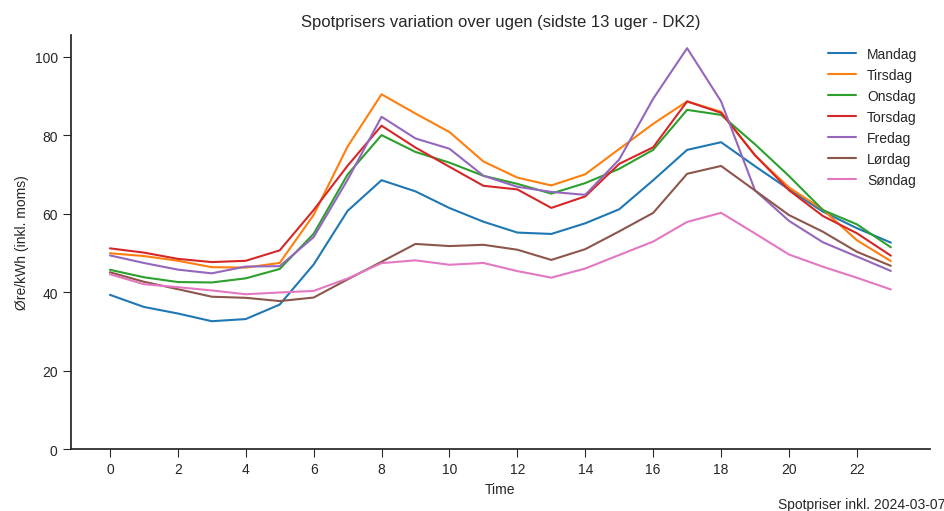 Spotprisers variation over ugen (sidste 13 uger - DK2)
Øre/kWh (inkl. moms)
100
80
60
40
20
0
Mandag
Tirsdag
Onsdag
Torsdag
Fredag
Lørdag
Søndag
0 2 4 6 8 10 12 14 16 18 20 22
Time
Spotpriser inkl. 2024-03-07